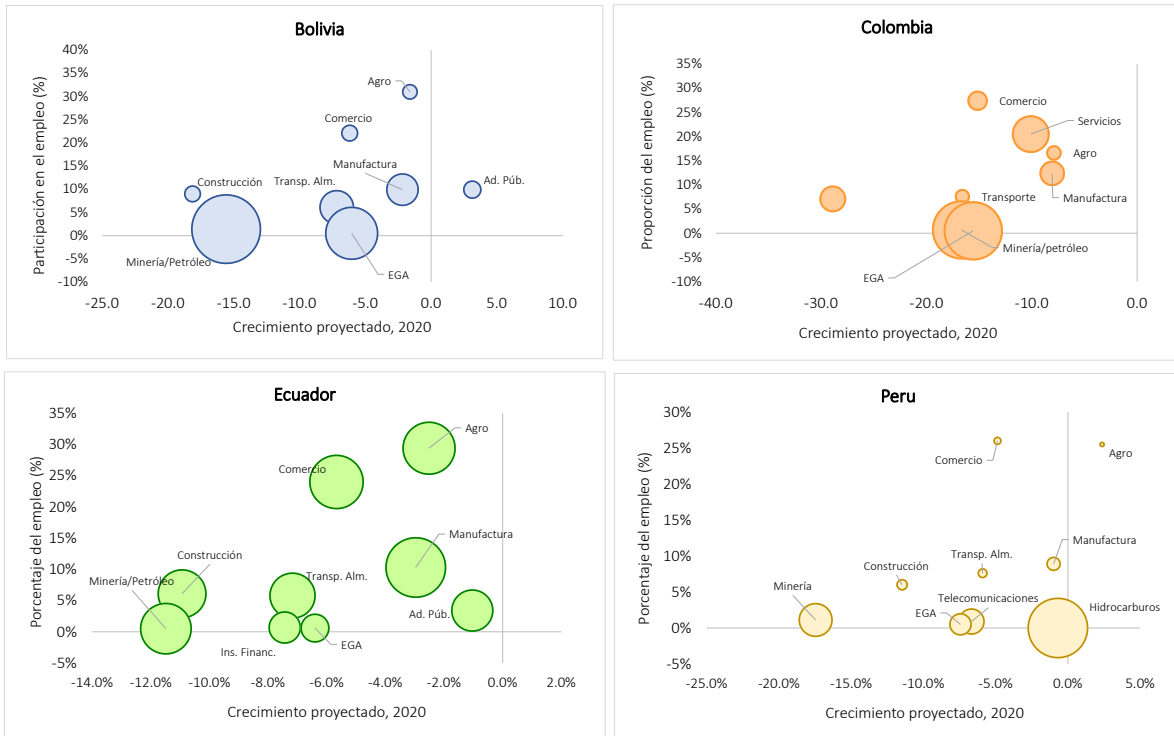 Bolivia
Participación en el empleo (%)
40%
35%
30%
25%
20%
15%
10%
5%
0%
-5%
-10%
Agro
Comercio
Manufactura
Transp. Alm.
Ad. Púb.
Construcción
Minería/Petróleo
EGA
-25.0 -20.0 -15.0 -10.0 -5.0 0.0 5.0 10.0
Crecimiento proyectado, 2020
Colombia
Proporción del empleo (%)
35%
30%
25%
20%
15%
10%
5%
0%
-5%
-10%
Comercio
Servicios
Agro
Manufactura
Transporte
Minería/petróleo
EGA
-40.0 -30.0 -20.0 -10.0 0.0
Crecimiento proyectado, 2020
Ecuador
Porcentaje del empleo (%)
35%
30%
25%
20%
15%
10%
5%
0%
-5%
Agro
Comercio
Manufactura
Construcción
Minería/Petróleo
Transp. Alm.
Ad. Púb.
Ins. Financ.
EGA
-14.0% -12.0% -10.0% -8.0% -6.0% -4.0% -2.0% 0.0% 2.0%
Crecimiento proyectado, 2020
Peru
Porcentaje del empleo (%)
30%
25%
20%
15%
10%
5%
0%
-5%
Comercio
Agro
Manufactura
Transp. Alm.
Construcción
Minería
Telecomunicaciones
EGA
Hidrocarburos
-25.0% -20.0% -15.0% -10.0% -5.0% 0.0% 5.0%
Crecimiento proyectado, 2020